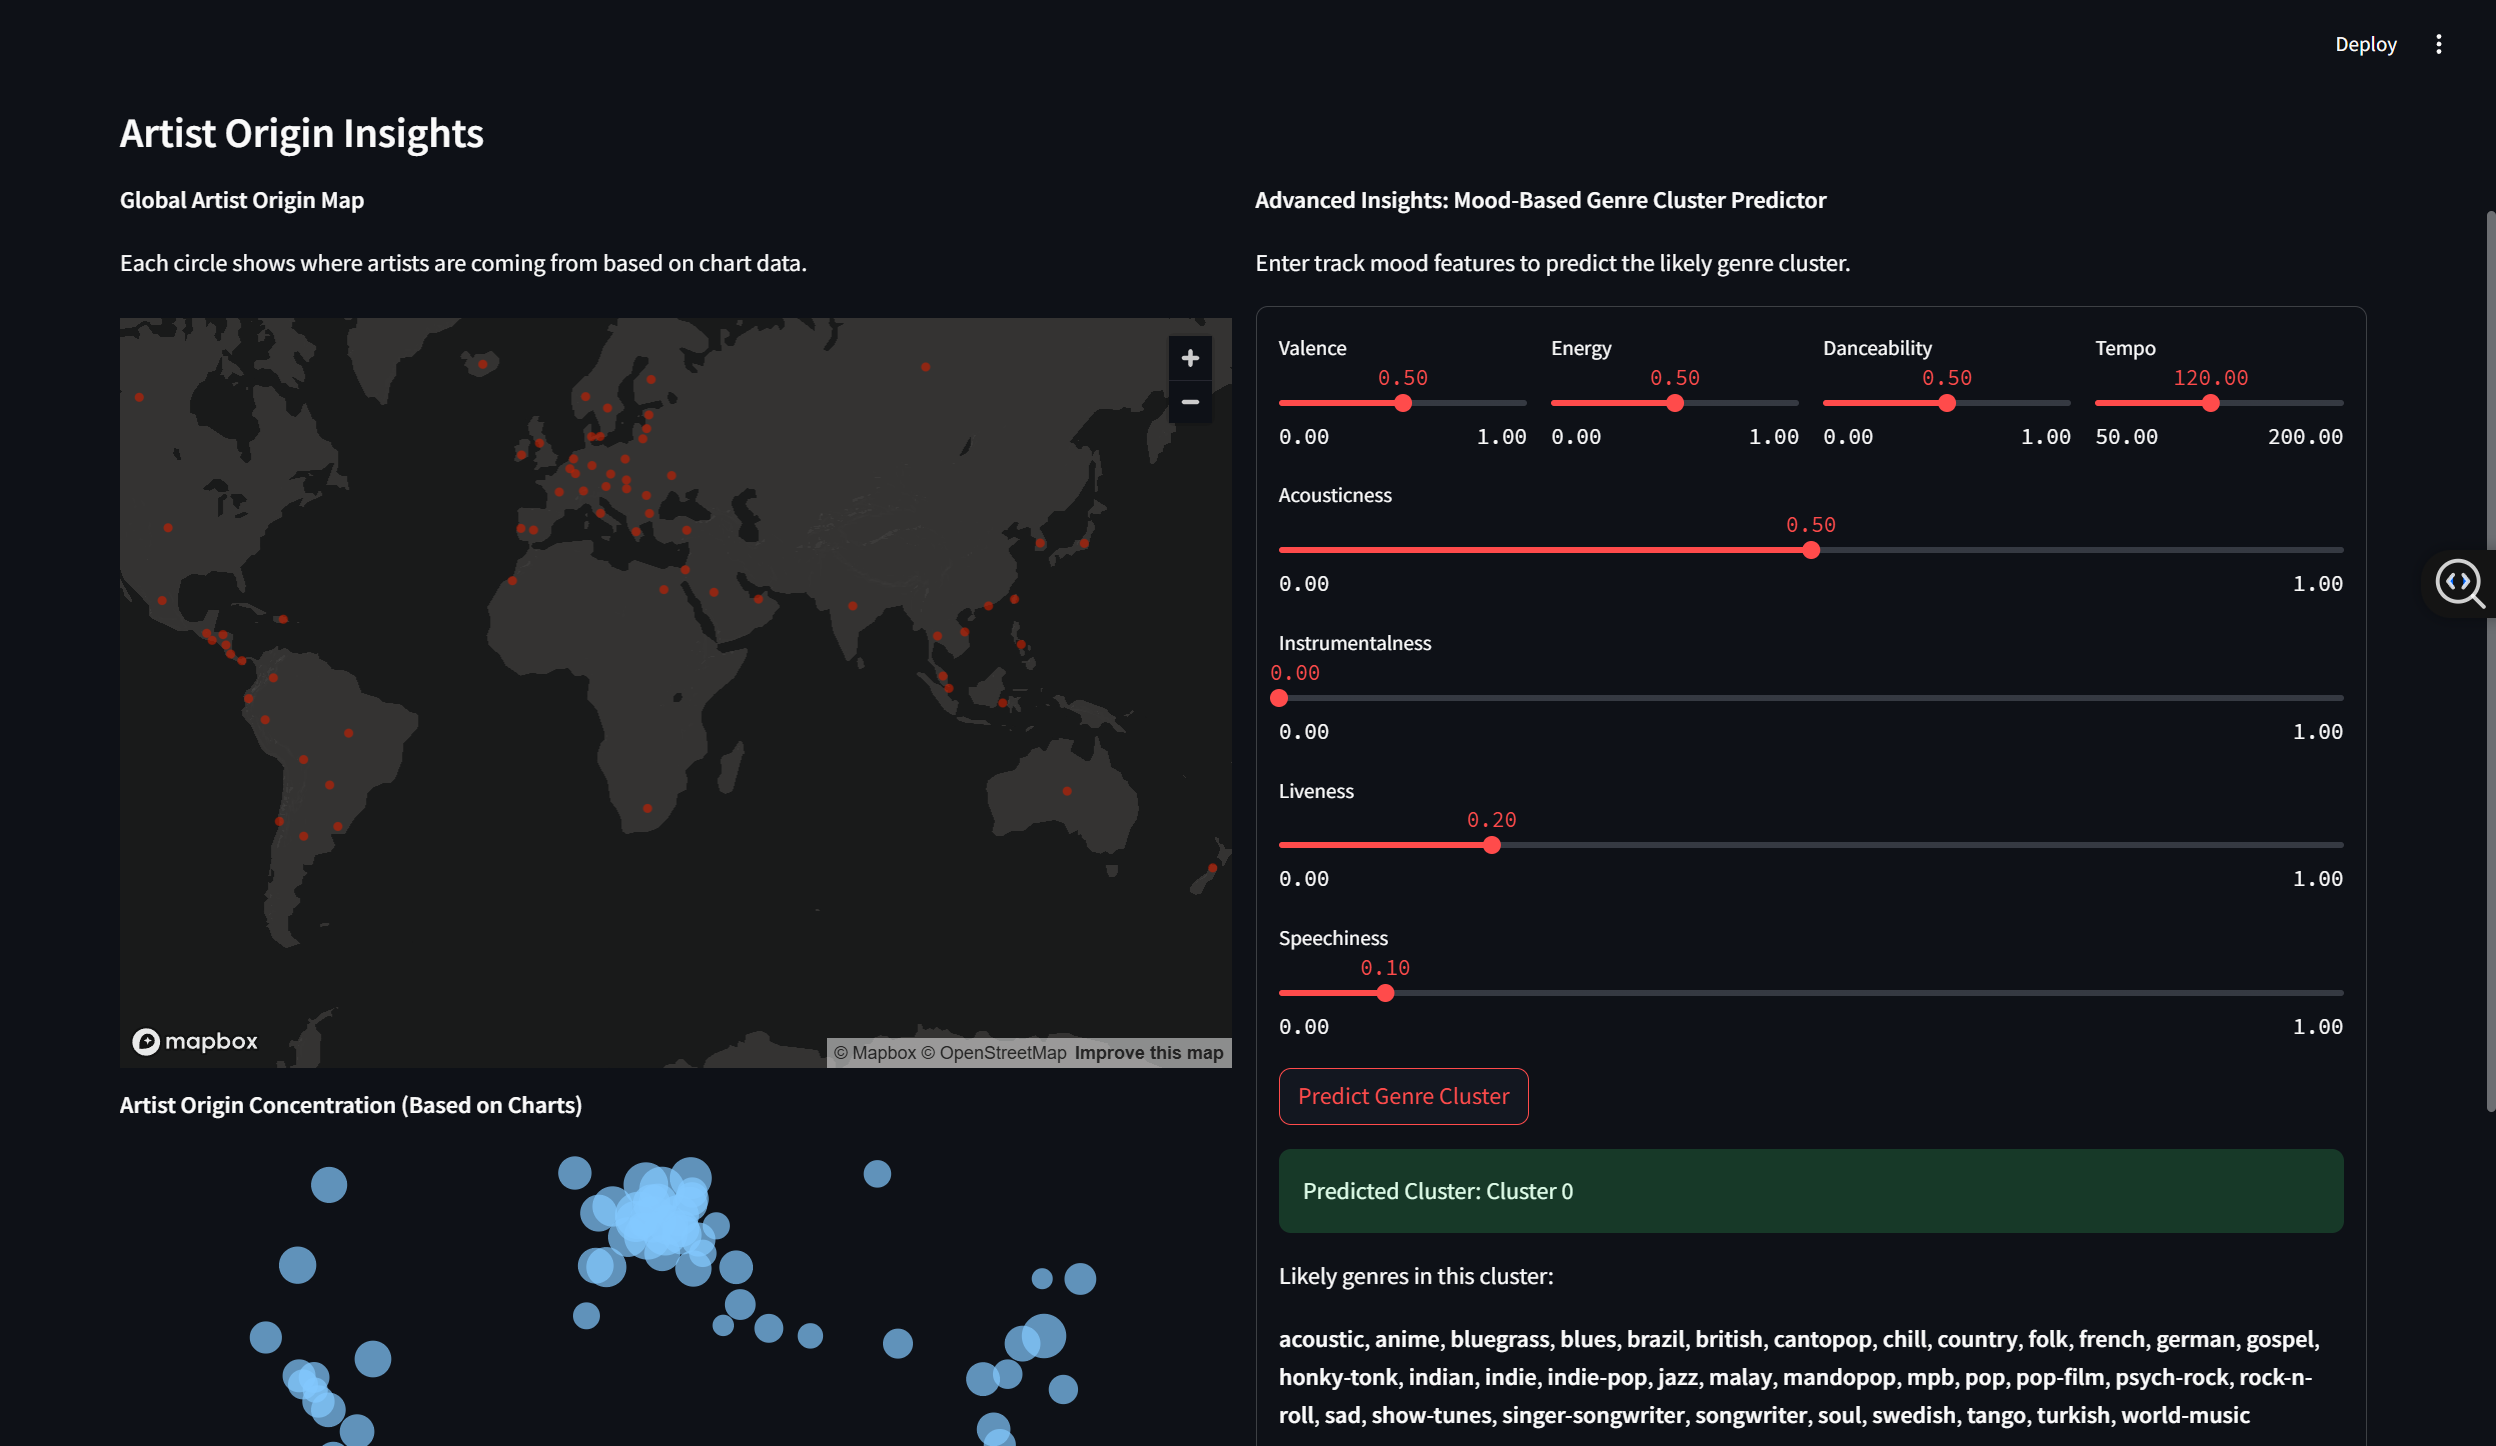 Deploy
Artist Origin Insights
Global Artist Origin Map
Each circle shows where artists are coming from based on chart data.
+
−
mapbox
© Mapbox © OpenStreetMap Improve this map
Artist Origin Concentration (Based on Charts)
Advanced Insights: Mood-Based Genre Cluster Predictor
Enter track mood features to predict the likely genre cluster.
Valence Energy Danceability Tempo
0.50 0.50 0.50 120.00
0.00 1.00 0.00 1.00 0.00 1.00 50.00 200.00
Acousticness
0.50
0.00 1.00
Instrumentalness
0.00
0.00 1.00
Liveness
0.20
0.00 1.00
Speechiness
0.10
0.00 1.00
Predict Genre Cluster
Predicted Cluster: Cluster 0
Likely genres in this cluster:
acoustic, anime, bluegrass, blues, brazil, british, cantopop, chill, country, folk, french, german, gospel,
honky-tonk, indian, indie, indie-pop, jazz, malay, mandopop, mpb, pop, pop-film, psych-rock, rock-n-
roll, sad, show-tunes, singer-songwriter, songwriter, soul, swedish, tango, turkish, world-music